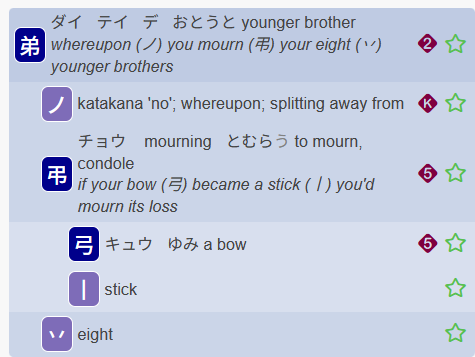 弟 ダイ テイ デ おとうと younger brother
whereupon (ノ) you mourn (弔) your eight (丷) 2
younger brothers
ノ katakana 'no'; whereupon; splitting away from K
チョウ mourning とむらう to mourn,
弔 condole 5
if your bow (弓) became a stick (丨) you'd
mourn its loss
弓 キュウ ゆみ a bow 5
丨 stick
丷 eight